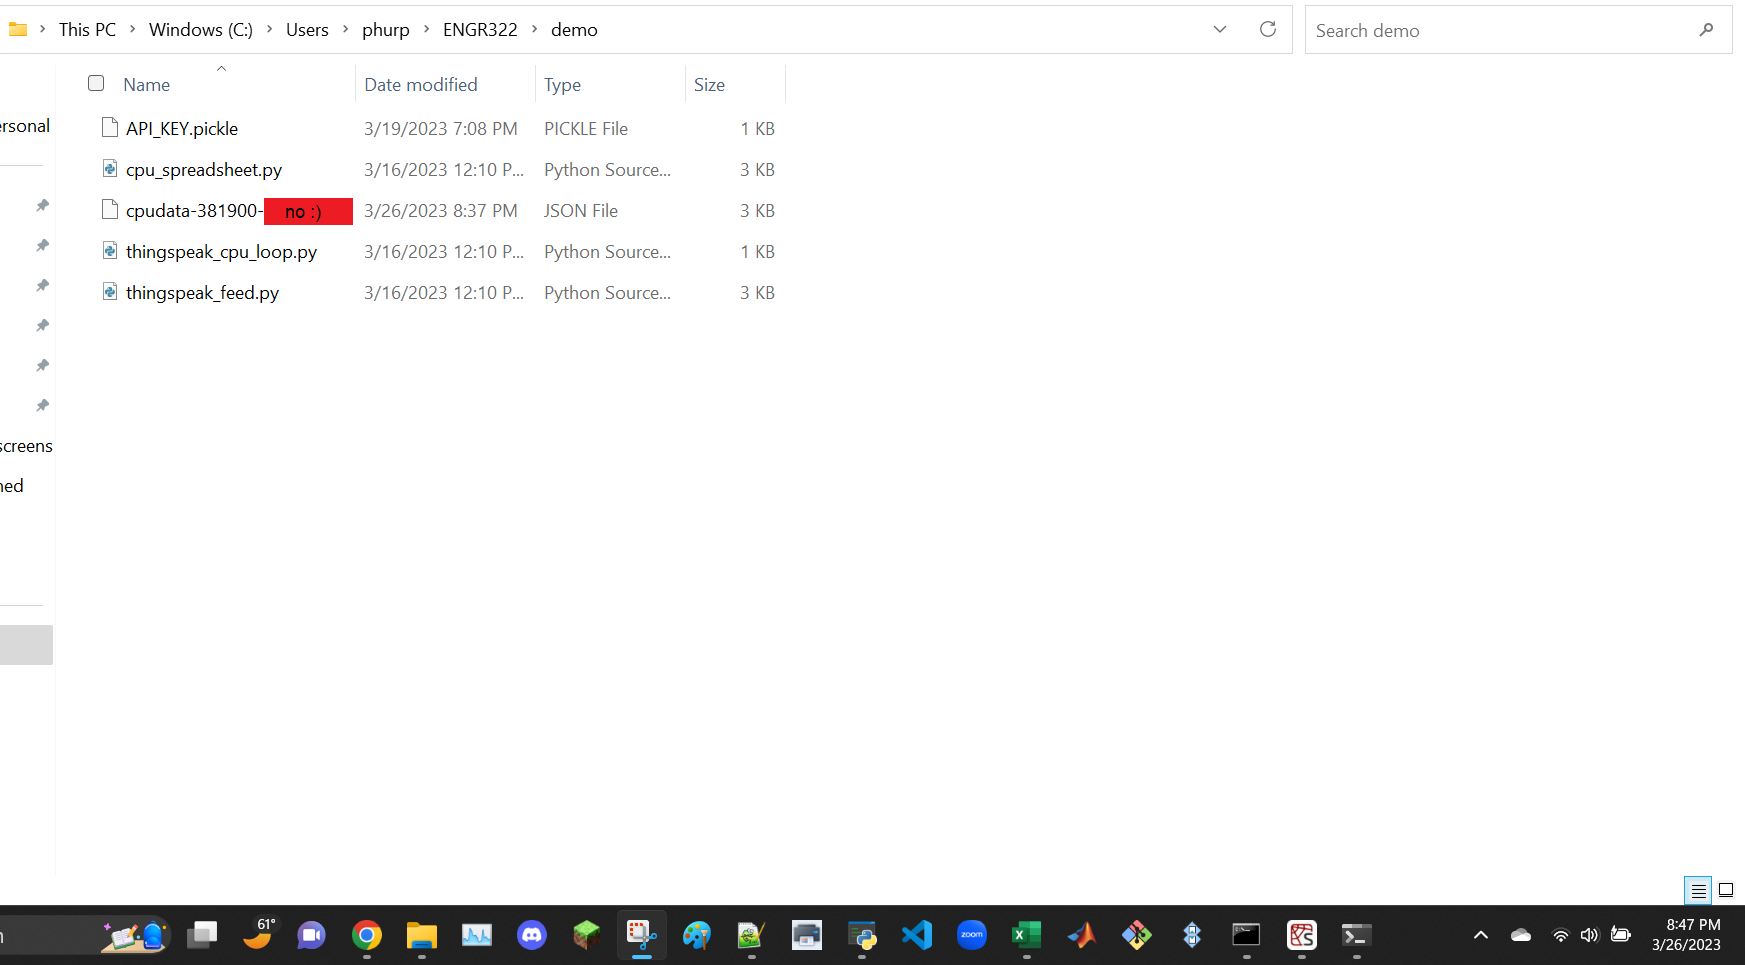 This PC > Windows (C:) > Users > phurp > ENGR322 > demo
Search demo
Name Date modified Type Size
ersonal
API_KEY.pickle 3/19/2023 7:08 PM PICKLE File 1 KB
cpu_spreadsheet.py 3/16/2023 12:10 P... Python Source... 3 KB
cpudata-381900- no :) 3/26/2023 8:37 PM JSON File 3 KB
thingspeak_cpu_loop.py 3/16/2023 12:10 P... Python Source... 1 KB
thingspeak_feed.py 3/16/2023 12:10 P... Python Source... 3 KB
screens
ned
61°
zoom
8:47 PM
3/26/2023